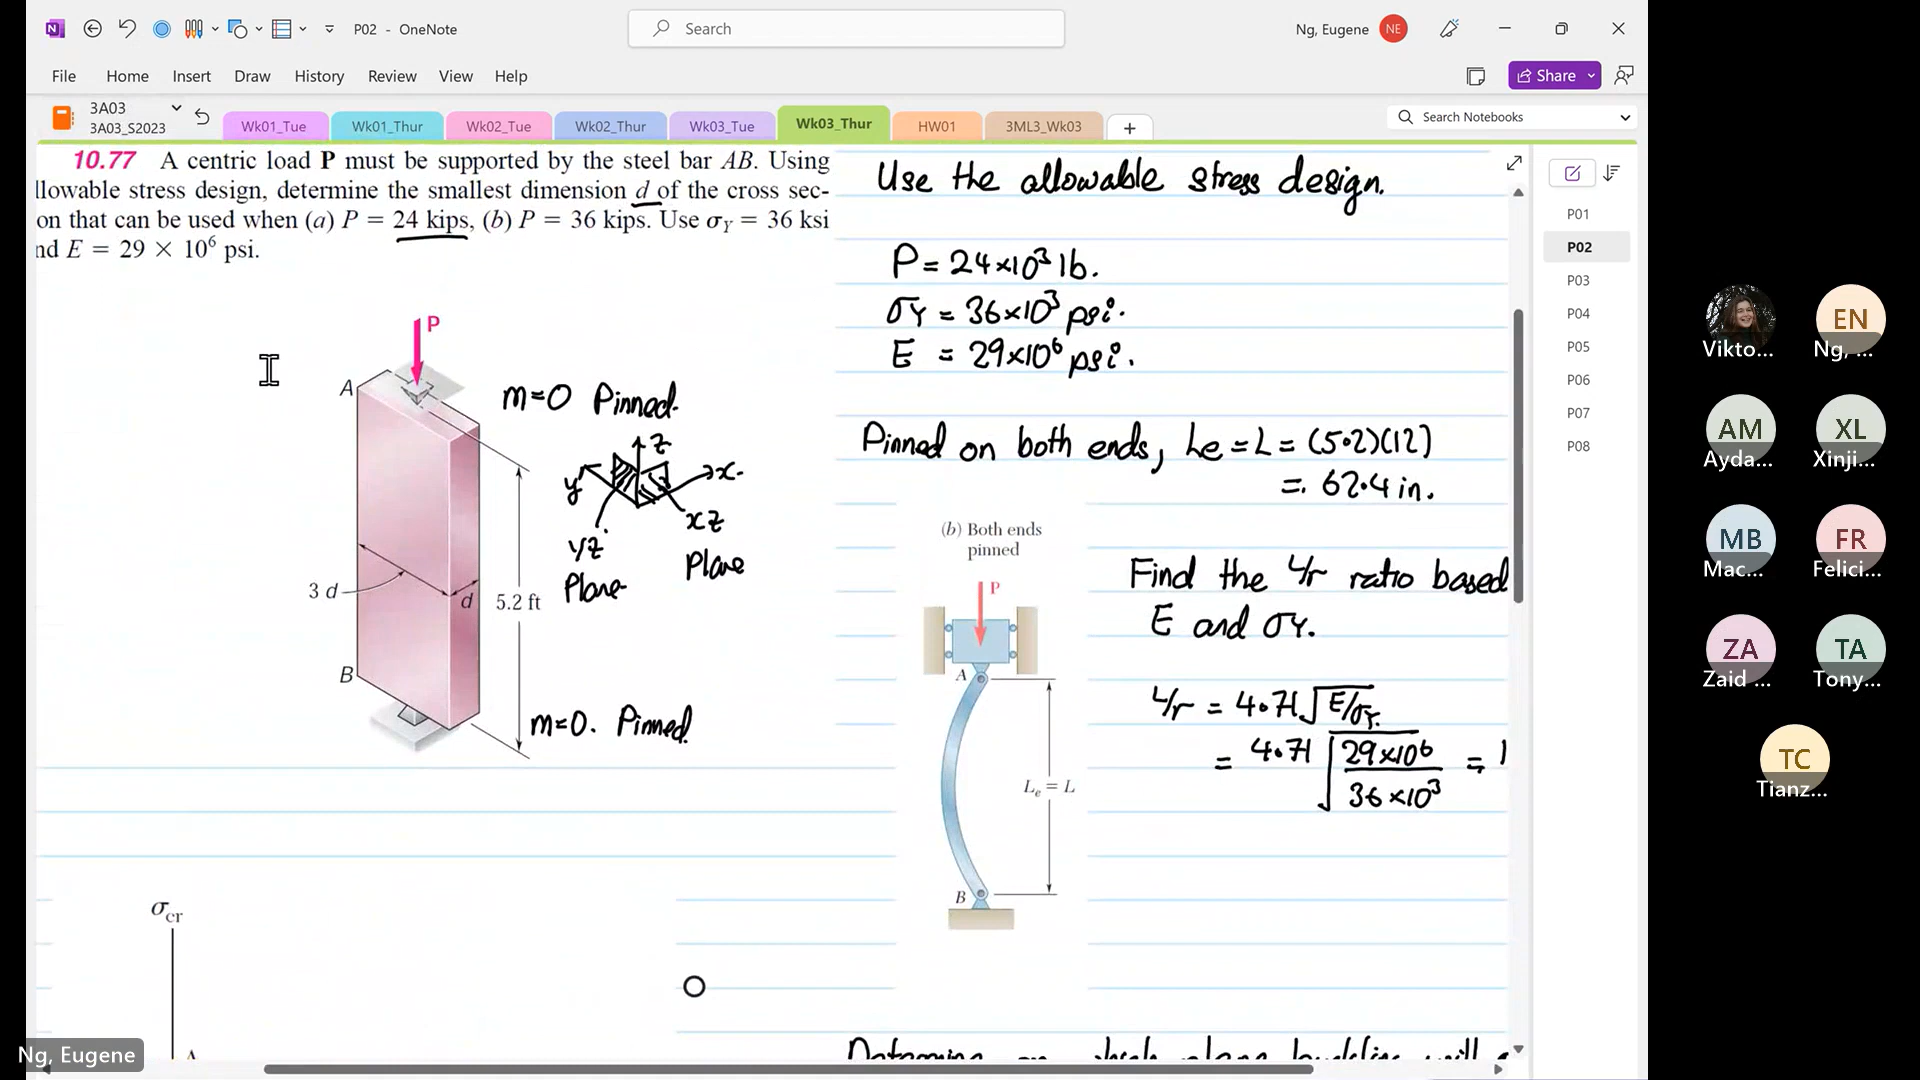 P02 - OneNote
Search
Ng, Eugene
NE
File
Home
Insert
Draw
History
Review
View
Help
Share
3A03
3A03_S2023
Wk01_Tue
Wk01_Thur
Wk02_Tue
Wk02_Thur
Wk03_Tue
Wk03_Thur
HW01
3ML3_Wk03
+
Search Notebooks
10.77 A centric load P must be supported by the steel bar AB. Using
llowable stress design, determine the smallest dimension d of the cross sec-
on that can be used when (a) P = 24 kips, (b) P = 36 kips. Use σY = 36 ksi
nd E = 29 × 10⁶ psi.
P
A
m=0 Pinned.
z
y
x
yz
Plane
xz
Plane
3 d
d
5.2 ft
B
m=0. Pinned.
σcr
A
Use the allowable stress design.
P = 24×10³ lb.
σY = 36×10³ psi.
E = 29×10⁶ psi.
Pinned on both ends, Le = L = (5.2)(12)
= 62.4 in.
(b) Both ends
pinned
P
A
Le = L
B
Find the L/r ratio based
E and σY.
L/r = 4.71√E/σY.
= 4.71 √29×10⁶/36×10³ = 1
plane buckling will
P01
P02
P03
P04
P05
P06
P07
P08
Vikto...
EN
Ng, ...
AM
Ayda...
XL
Xinji...
MB
Mac...
FR
Felici...
ZA
Zaid ...
TA
Tony...
TC
Tianz...
Ng, Eugene